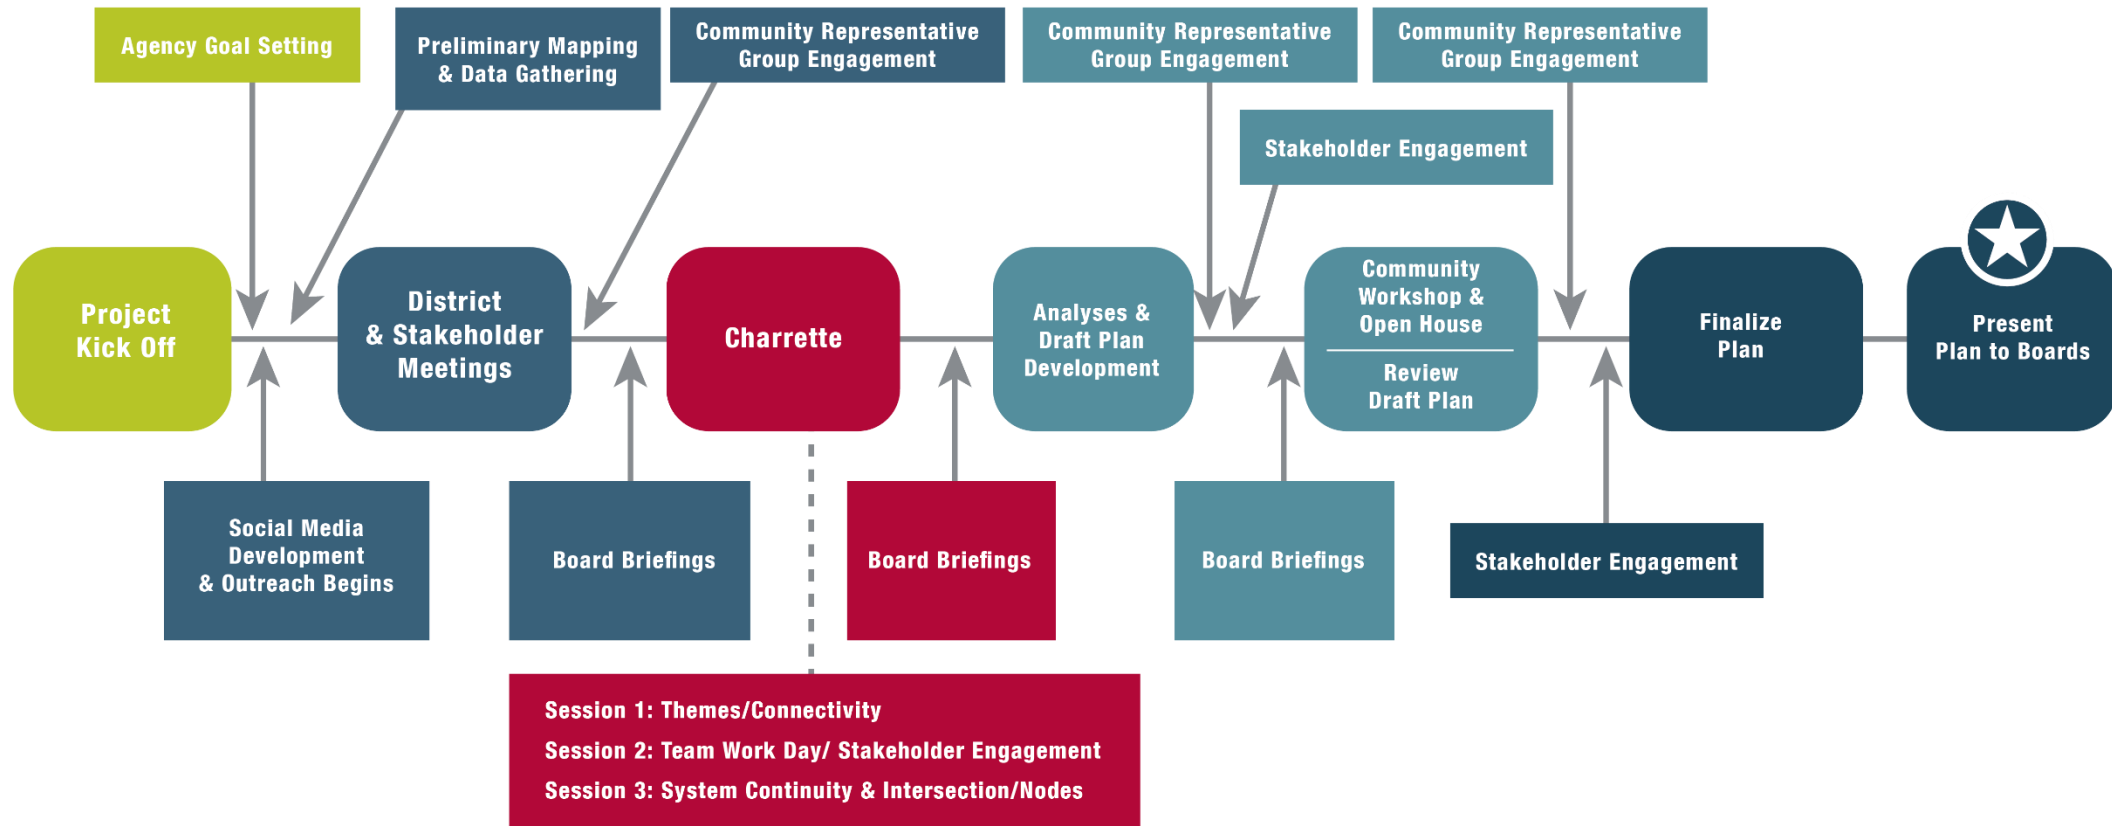 Agency Goal Setting
Preliminary Mapping
& Data Gathering
Community Representative
Group Engagement
Community Representative
Group Engagement
Community Representative
Group Engagement
Stakeholder Engagement
Project
Kick Off
District
& Stakeholder
Meetings
Charrette
Analyses &
Draft Plan
Development
Community
Workshop &
Open House
Review
Draft Plan
Finalize
Plan
Present
Plan to Boards
Social Media
Development
& Outreach Begins
Board Briefings
Board Briefings
Board Briefings
Stakeholder Engagement
Session 1: Themes/Connectivity
Session 2: Team Work Day/ Stakeholder Engagement
Session 3: System Continuity & Intersection/Nodes